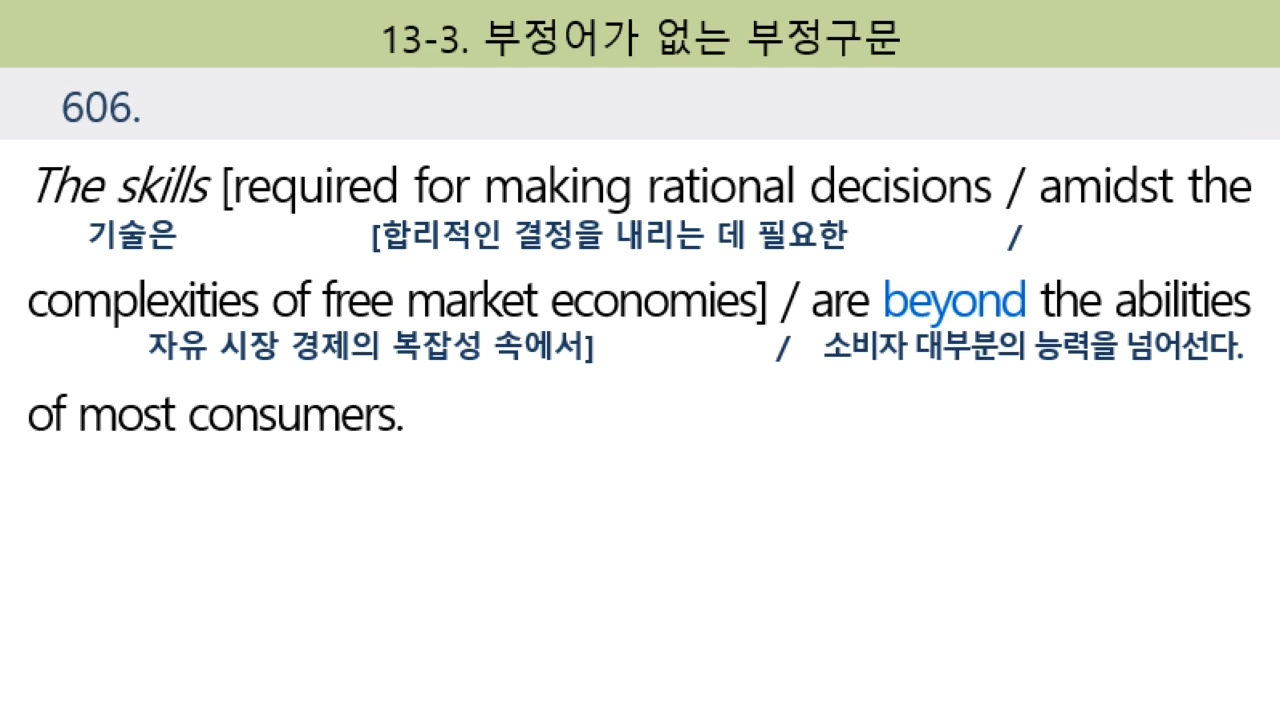 13-3. 부정어가 없는 부정구문
606.
The skills [required for making rational decisions / amidst the
기술은 [합리적인 결정을 내리는 데 필요한 /
complexities of free market economies] / are beyond the abilities
자유 시장 경제의 복잡성 속에서] / 소비자 대부분의 능력을 넘어선다.
of most consumers.